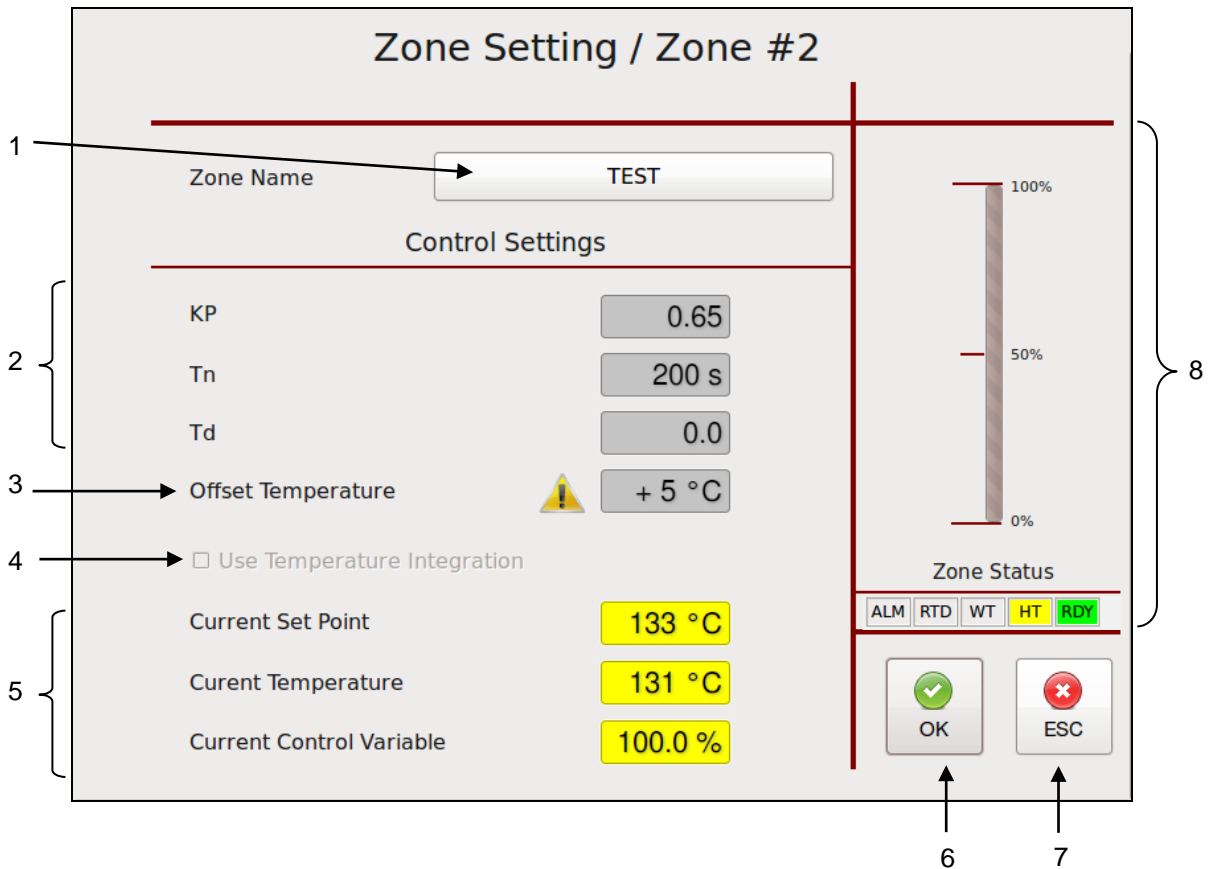 Zone Setting / Zone #2
1
Zone Name
TEST
100%
Control Settings
2
KP
0.65
8
50%
Tn
200 s
Td
0.0
3
Offset Temperature
+ 5 °C
0%
4
Use Temperature Integration
Zone Status
5
Current Set Point
133 °C
ALM RTD WT HT RDY
Curent Temperature
131 °C
Current Control Variable
100.0 %
OK
ESC
6
7